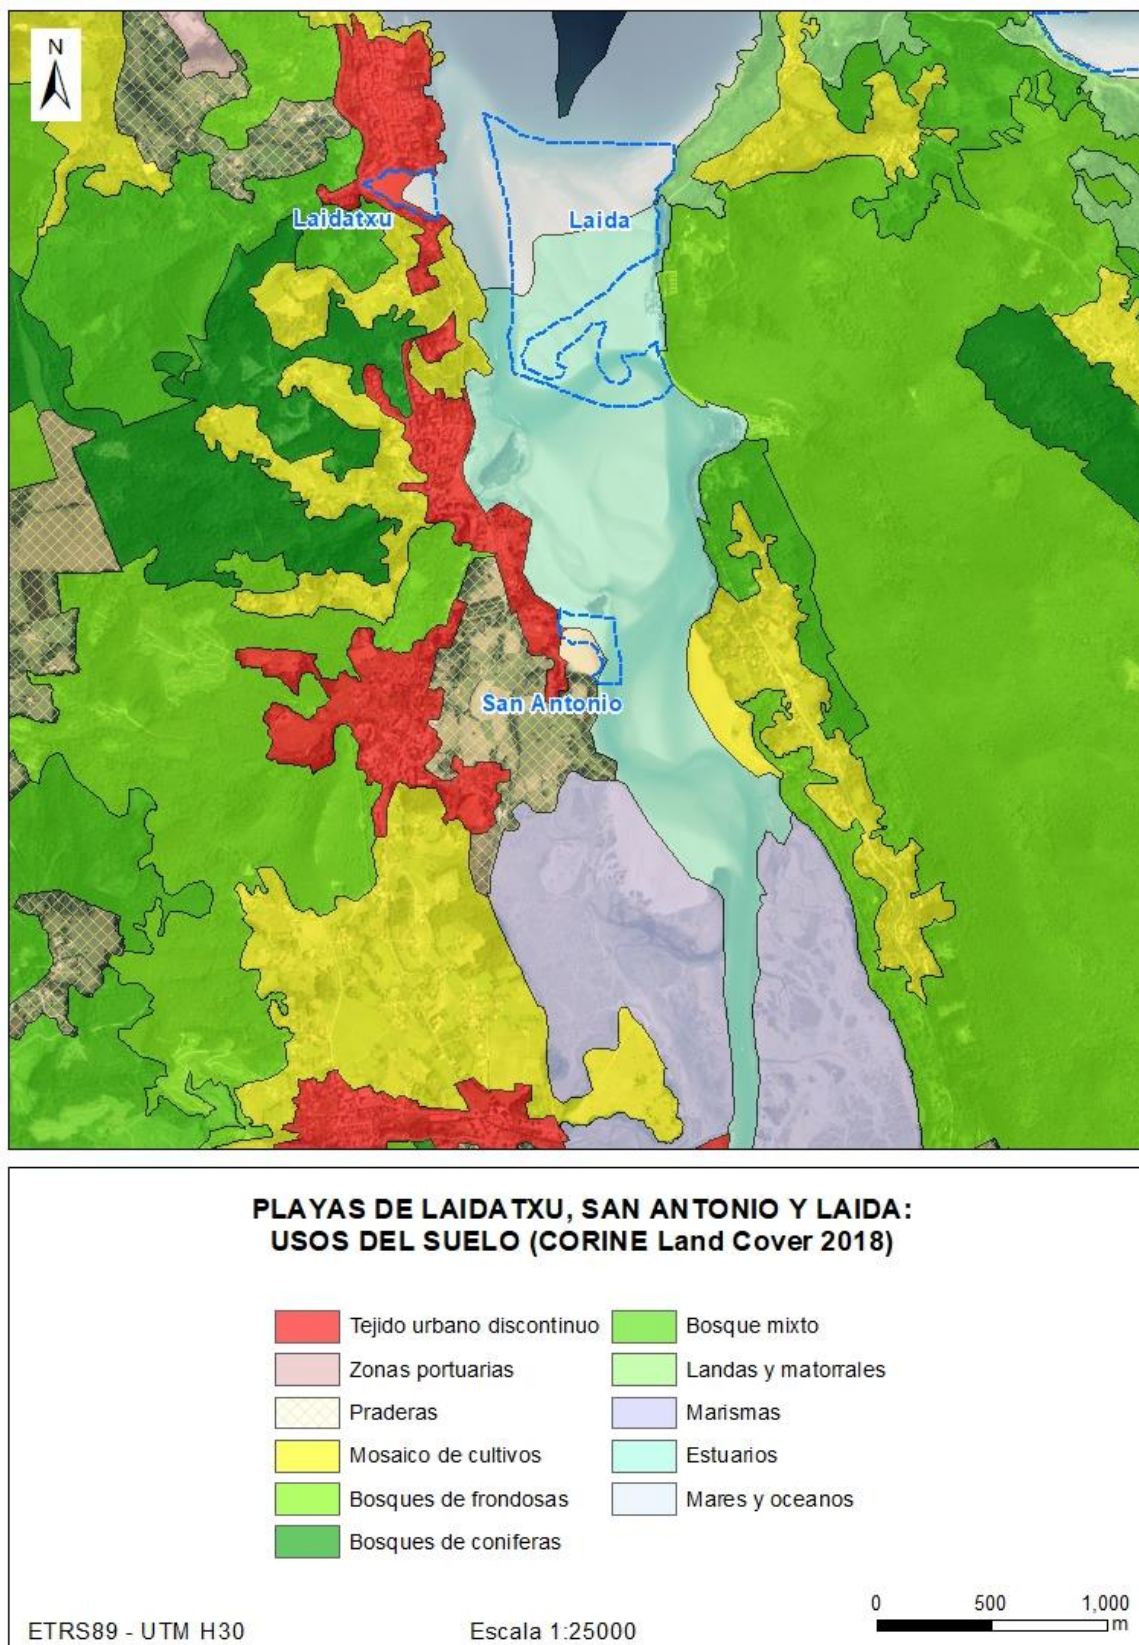 N
Laidatxu
Laida
San Antonio
PLAYAS DE LAIDATXU, SAN ANTONIO Y LAIDA:
USOS DEL SUELO (CORINE Land Cover 2018)
Tejido urbano discontinuo
Zonas portuarias
Praderas
Mosaico de cultivos
Bosques de frondosas
Bosques de coniferas
Bosque mixto
Landas y matorrales
Marismas
Estuarios
Mares y oceanos
ETRS89 - UTM H30
Escala 1:25000
0 500 1,000
m